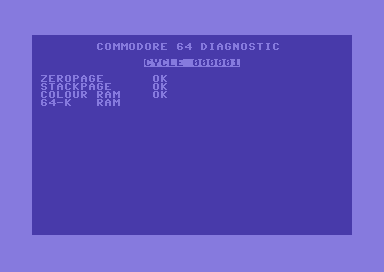 COMMODORE 64 DIAGNOSTIC
CYCLE 000001
ZEROPAGE OK
STACKPAGE OK
COLOUR RAM OK
64-K RAM